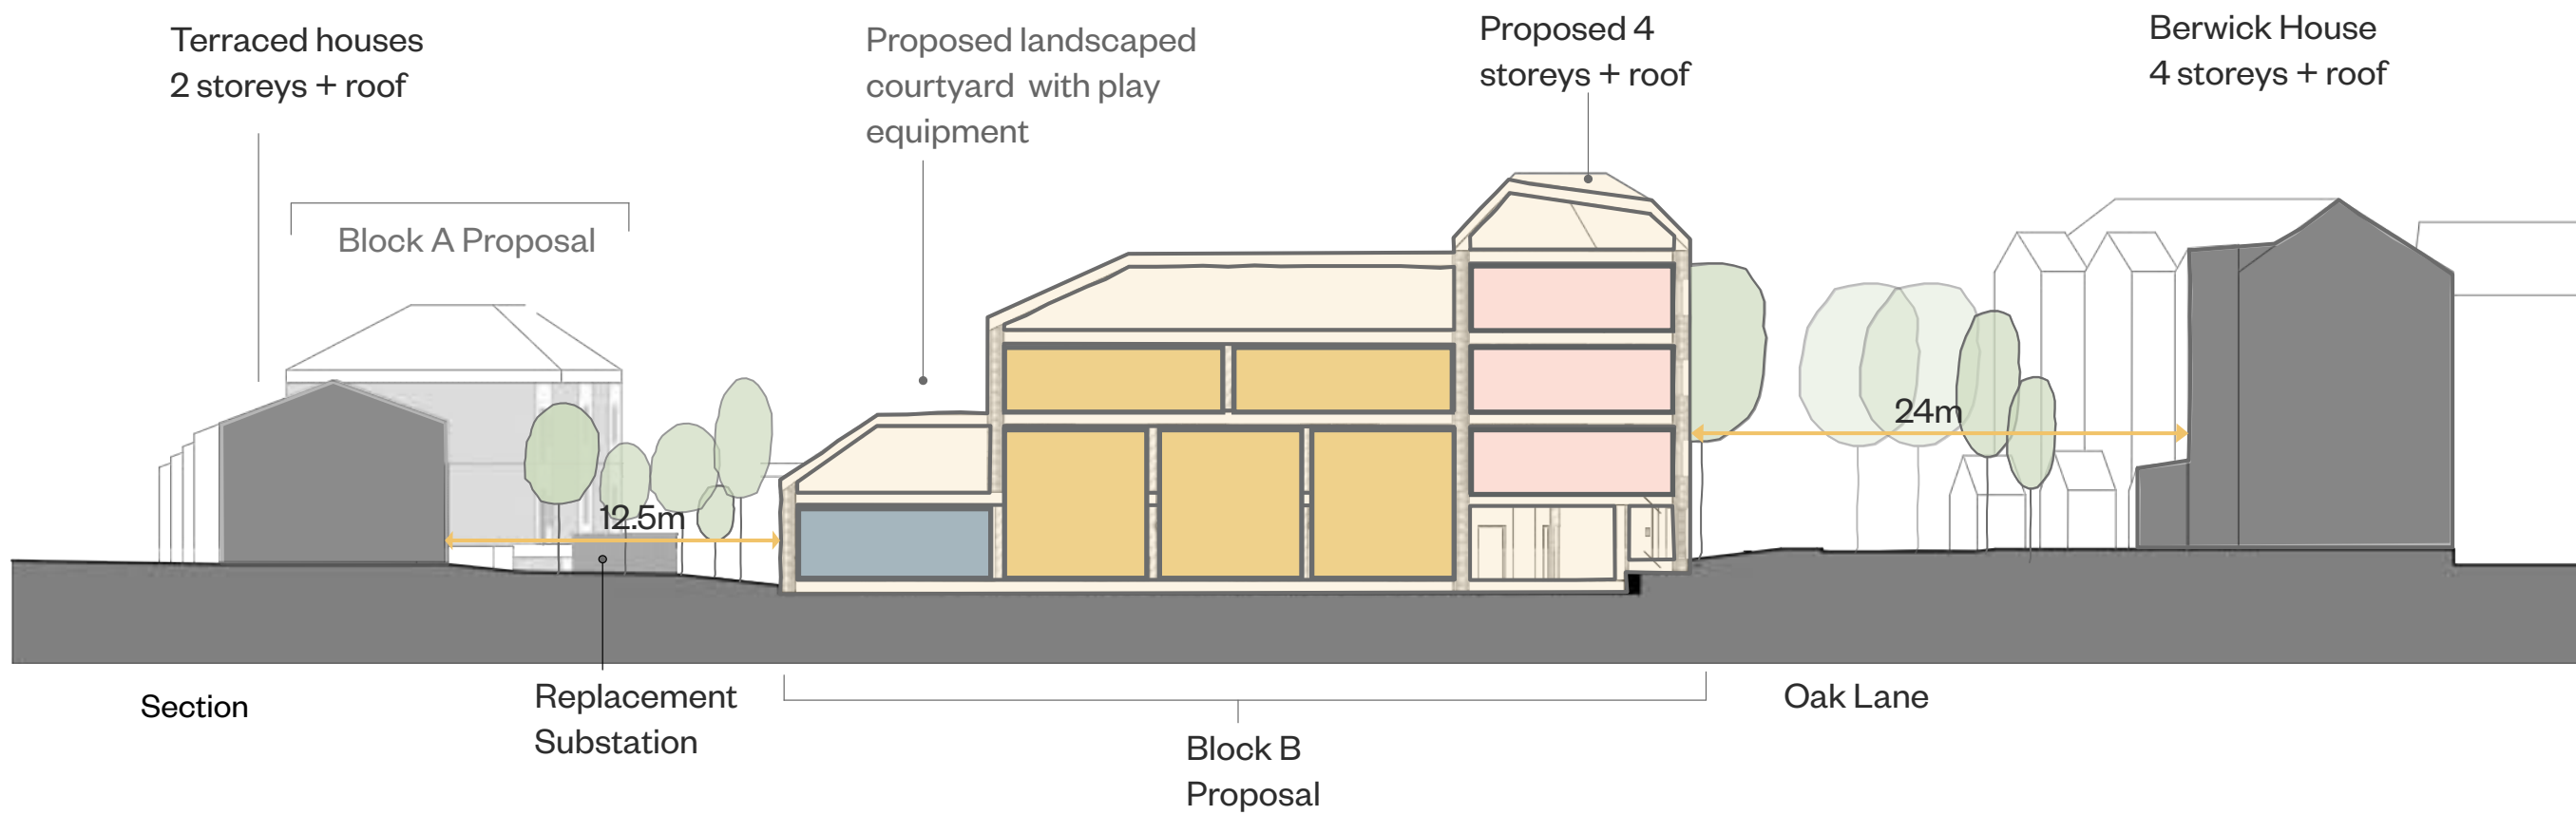 Terraced houses
2 storeys + roof
Block A Proposal
Proposed landscaped
courtyard  with play
equipment
Proposed 4
storeys + roof
Berwick House
4 storeys + roof
12.5m
24m
Section
Replacement
Substation
Block B
Proposal
Oak Lane